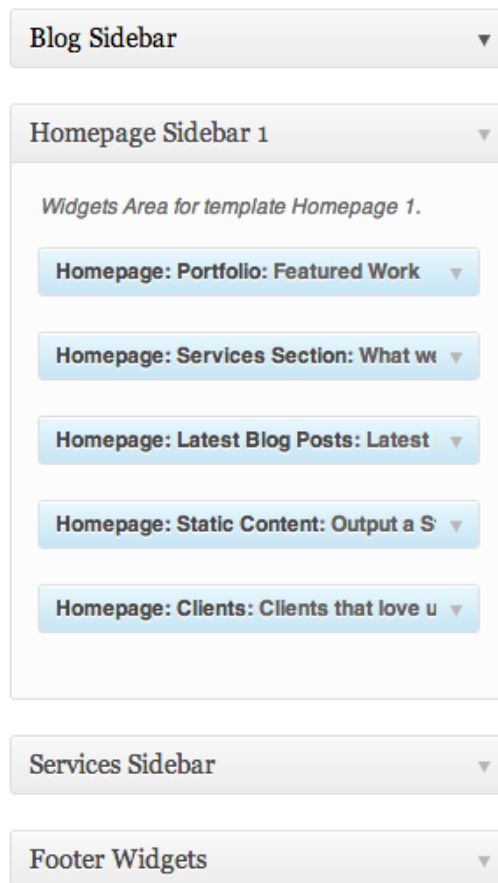 Blog Sidebar
Homepage Sidebar 1
Widgets Area for template Homepage 1.
Homepage: Portfolio: Featured Work
Homepage: Services Section: What we
Homepage: Latest Blog Posts: Latest
Homepage: Static Content: Output a
Homepage: Clients: Clients that love
Services Sidebar
Footer Widgets